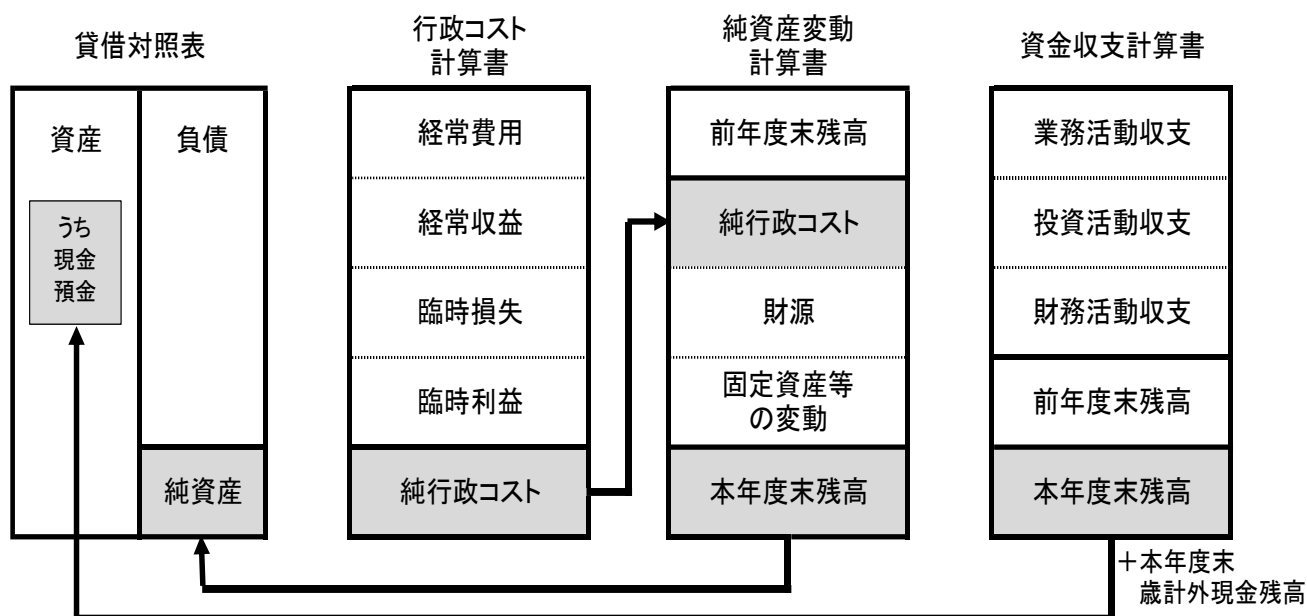 貸借対照表
資産
負債
うち
現金
預金
純資産
行政コスト
計算書
経常費用
経常収益
臨時損失
臨時利益
純行政コスト
純資産変動
計算書
前年度末残高
純行政コスト
財源
固定資産等
の変動
本年度末残高
資金収支計算書
業務活動収支
投資活動収支
財務活動収支
前年度末残高
本年度末残高
＋本年度末
歳計外現金残高